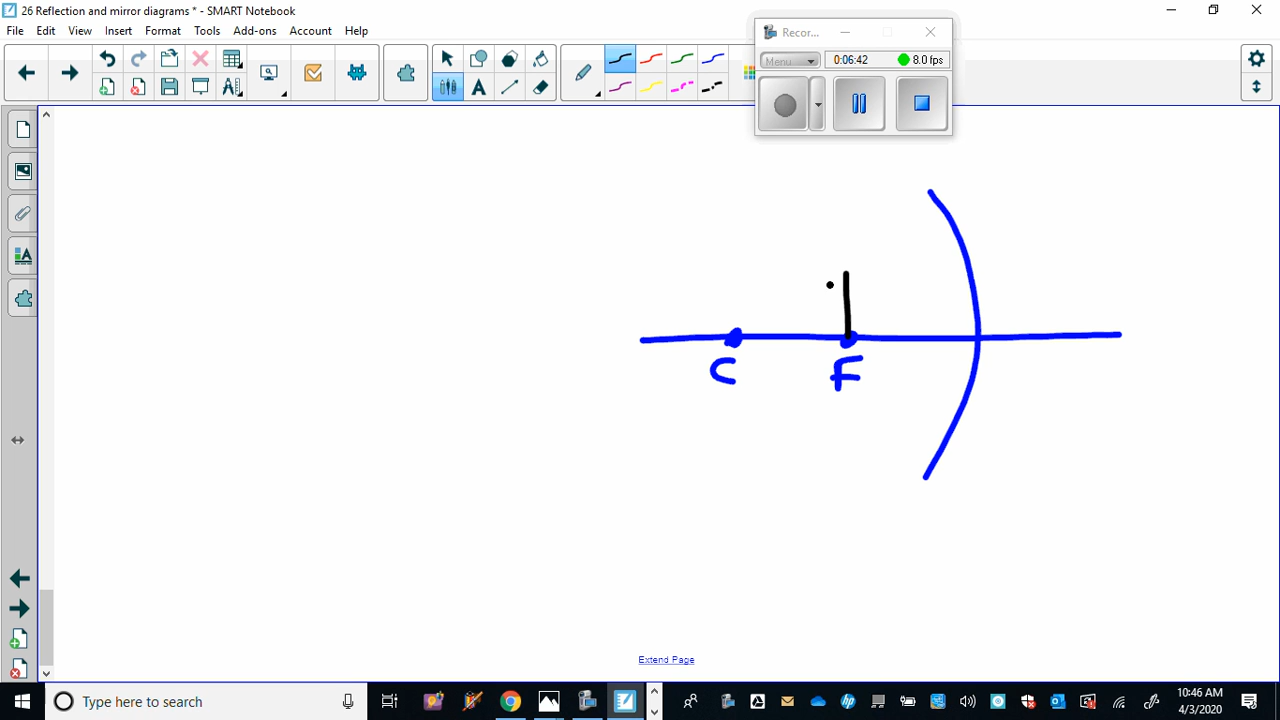 26 Reflection and mirror diagrams * - SMART Notebook
File Edit View Insert Format Tools Add-ons Account Help
Recor...
Menu 0:06:42 8.0 fps
C F
Extend Page
Type here to search
10:46 AM
4/3/2020